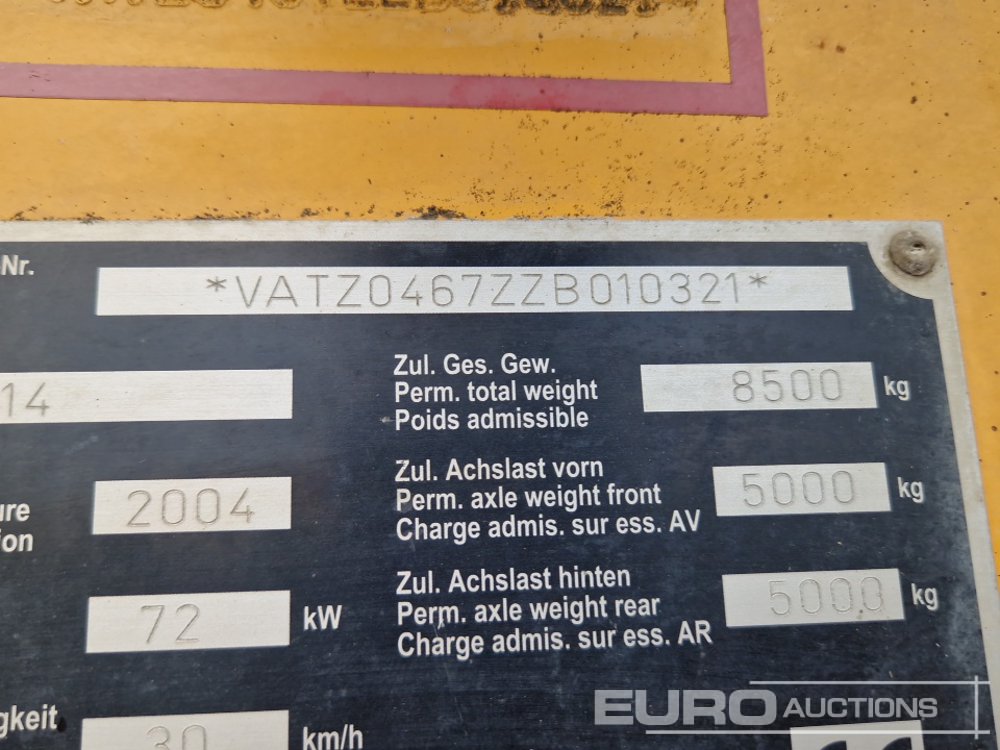 -Nr.
*VATZ0467ZZB010321*
14
Zul. Ges. Gew.
Perm. total weight
Poids admissible
8500 kg
2004
Zul. Achslast vorn
Perm. axle weight front
Charge admis. sur ess. AV
5000 kg
72 kW
Zul. Achslast hinten
Perm. axle weight rear
Charge admis. sur ess. AR
5000 kg
gkeit
30 km/h
EURO AUCTIONS